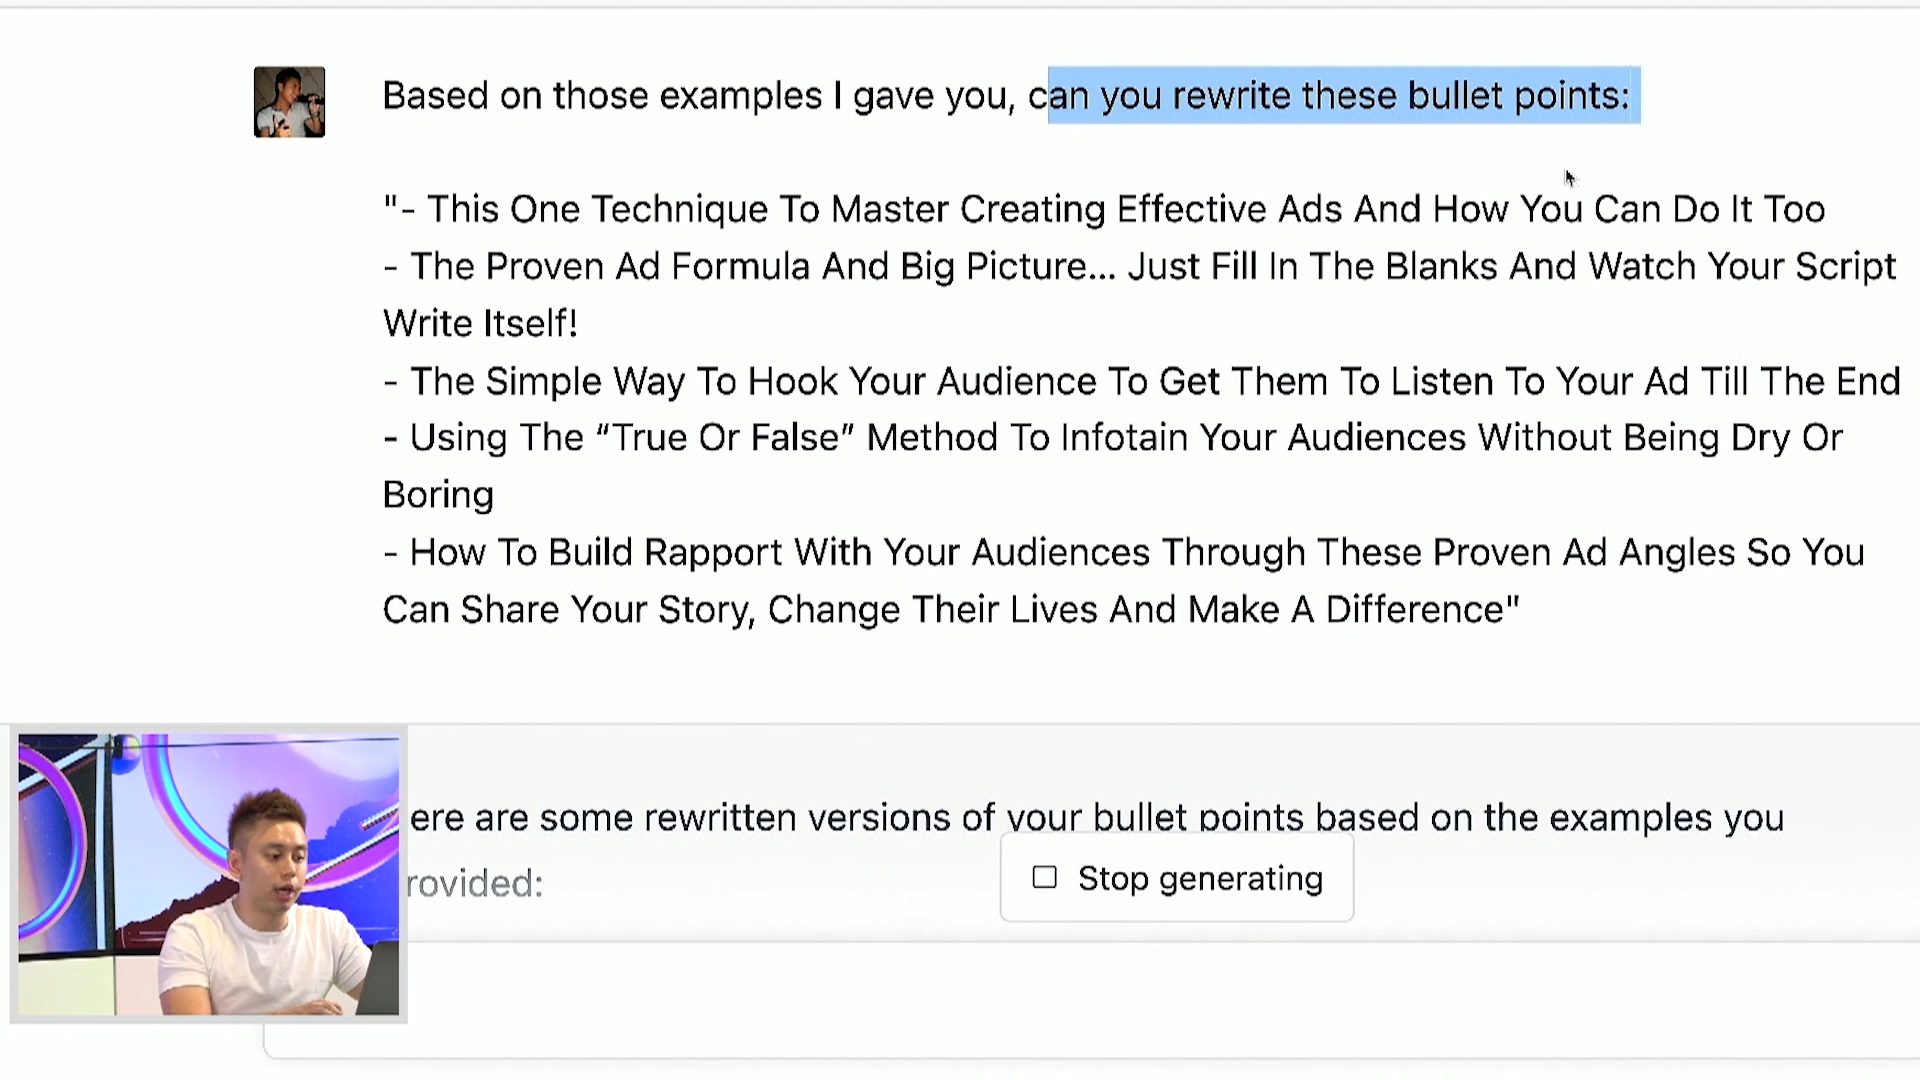 Based on those examples I gave you, can you rewrite these bullet points:
"- This One Technique To Master Creating Effective Ads And How You Can Do It Too
- The Proven Ad Formula And Big Picture... Just Fill In The Blanks And Watch Your Script
Write Itself!
- The Simple Way To Hook Your Audience To Get Them To Listen To Your Ad Till The End
- Using The “True Or False” Method To Infotain Your Audiences Without Being Dry Or
Boring
- How To Build Rapport With Your Audiences Through These Proven Ad Angles So You
Can Share Your Story, Change Their Lives And Make A Difference"
ere are some rewritten versions of your bullet points based on the examples you
rovided:
Stop generating